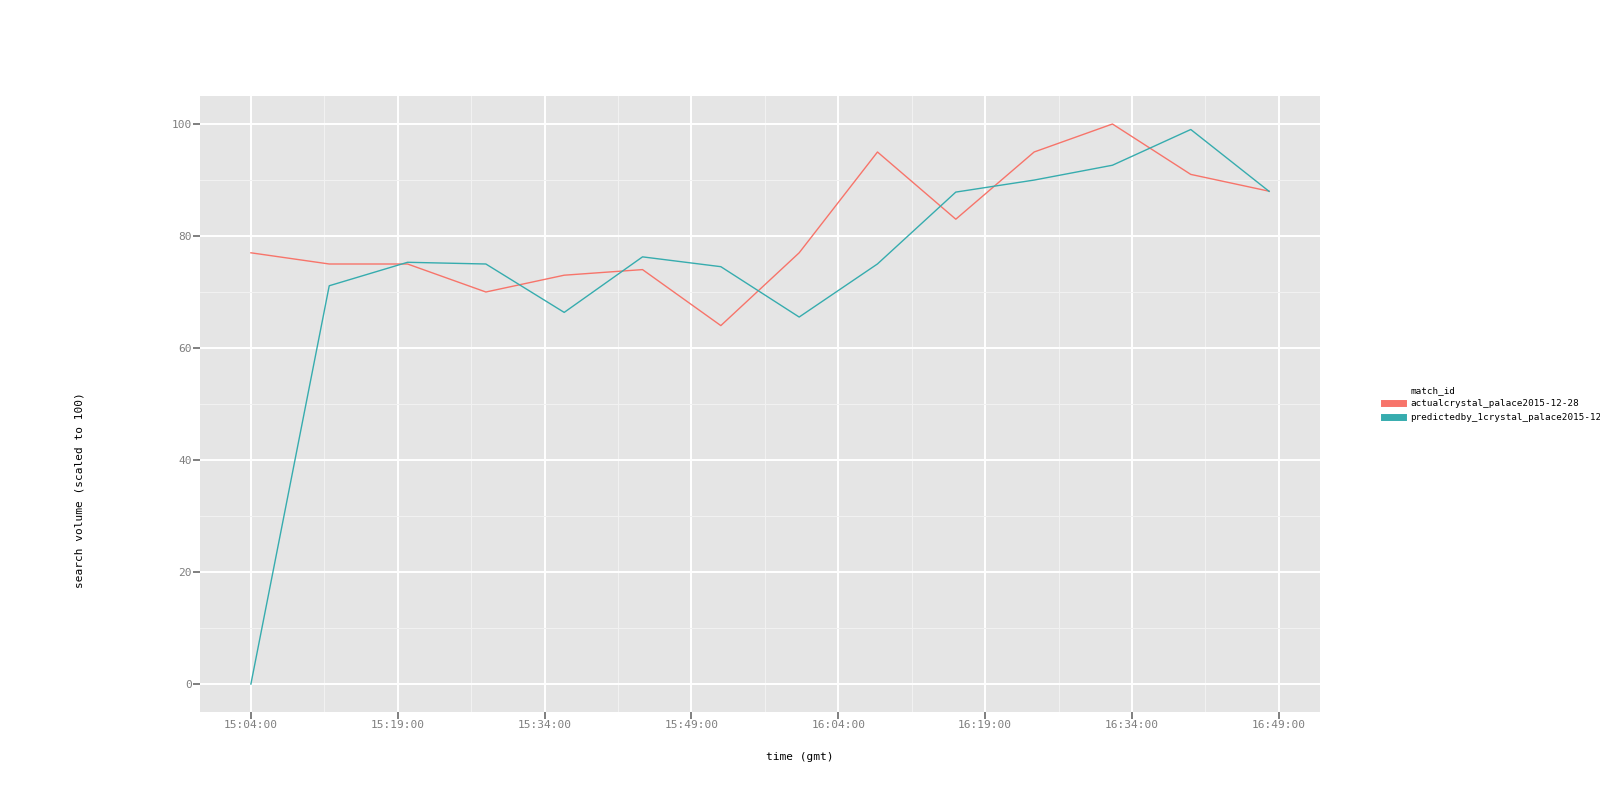 100
80
60
40
20
0
search volume (scaled to 100)
15:04:00 15:19:00 15:34:00 15:49:00 16:04:00 16:19:00 16:34:00 16:49:00
time (gmt)
match_id
actualcrystal_palace2015-12-28
predictedby_1crystal_palace2015-12